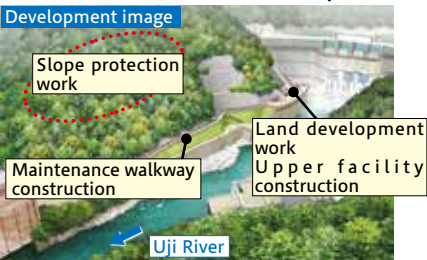 Development image
Slope protection
work
Land development
work
Upper facility
construction
Maintenance walkway
construction
Uji River